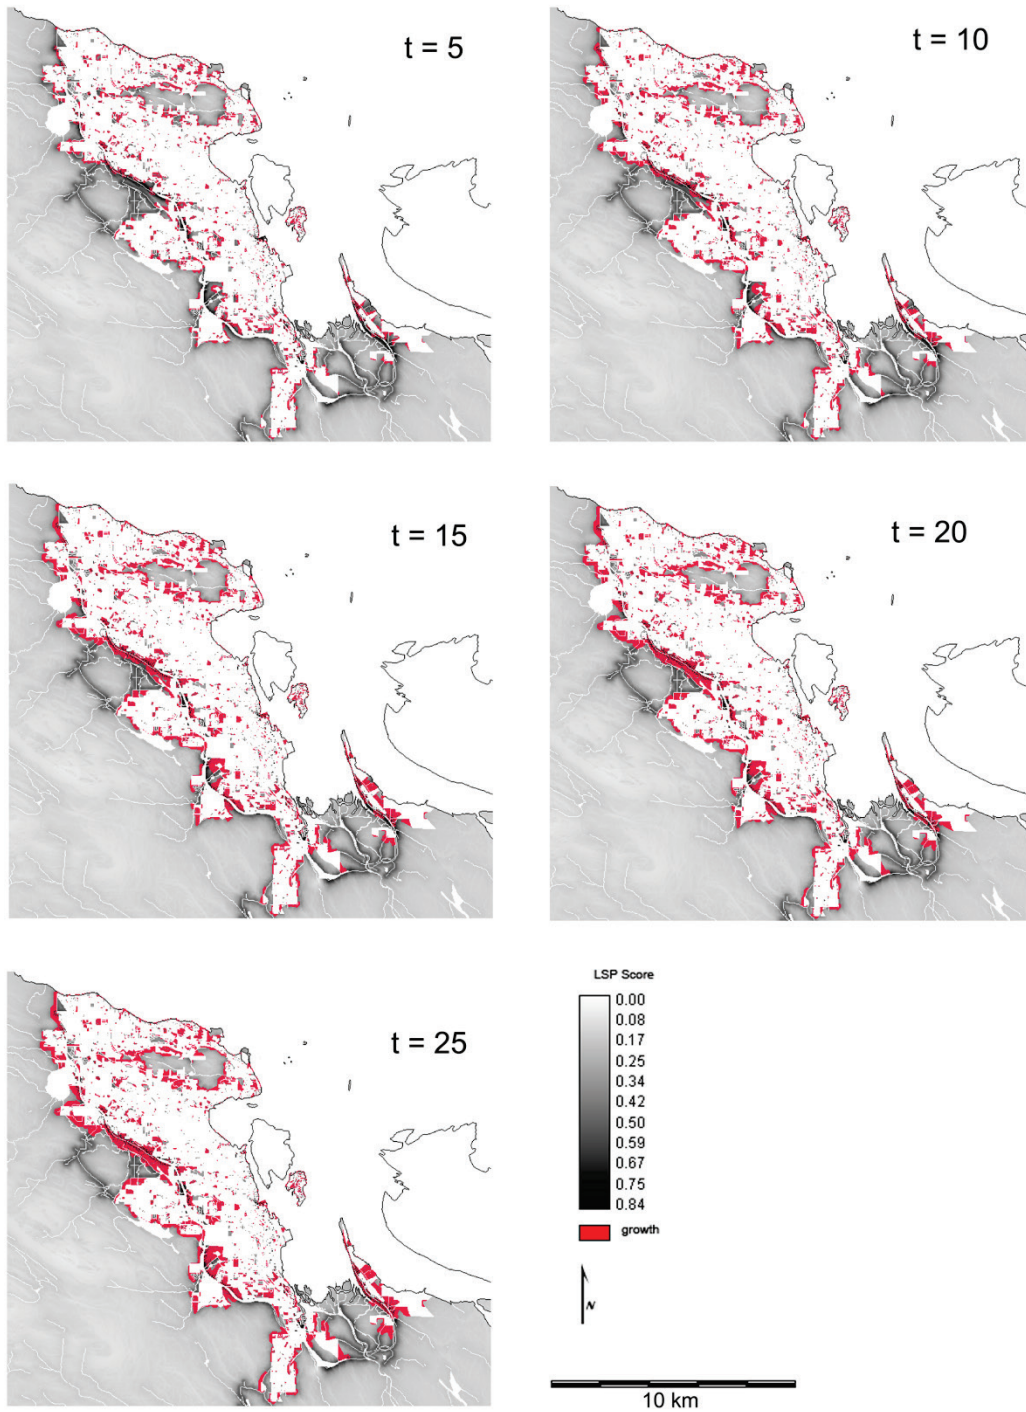 t = 5
t = 10
t = 15
t = 20
t = 25
LSP Score
0.00
0.08
0.17
0.25
0.34
0.42
0.50
0.59
0.67
0.75
0.84
growth
N
10 km